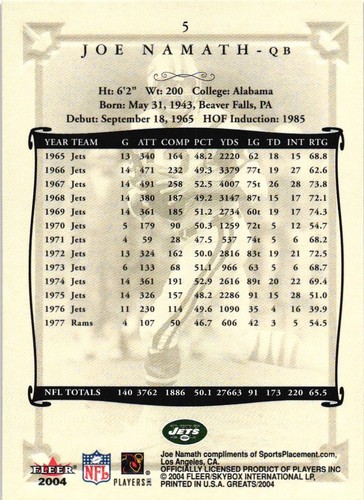 5
JOE NAMATH - QB
Ht: 6'2" Wt: 200 College: Alabama
Born: May 31, 1943, Beaver Falls, PA
Debut: September 18, 1965 HOF Induction: 1985
YEAR TEAM G ATT COMP PCT YDS LG TD INT RTG
1965 Jets 13 340 164 48.2 2220 62 18 15 68.8
1966 Jets 14 471 232 49.3 3379 77t 19 27 62.6
1967 Jets 14 491 258 52.5 4007 75t 26 28 73.8
1968 Jets 14 380 187 49.2 3147 87t 15 17 72.1
1969 Jets 14 361 185 51.2 2734 60t 19 17 74.3
1970 Jets 5 179 90 50.3 1259 72t 5 12 54.7
1971 Jets 4 59 28 47.5 537 74t 5 6 68.2
1972 Jets 13 324 162 50.0 2816 83t 19 21 72.5
1973 Jets 6 133 68 51.1 966 63 5 6 68.7
1974 Jets 14 361 191 52.9 2616 89t 20 22 69.4
1975 Jets 14 326 157 48.2 2286 91 15 28 51.0
1976 Jets 11 230 114 49.6 1090 35 4 16 39.9
1977 Rams 4 107 50 46.7 606 42 3 5 54.5
NFL TOTALS 140 3762 1886 50.1 27663 91 173 220 65.5
JETS
FLEER
2004
NFL
PLAYERS INC
Joe Namath compliments of SportsPlacement.com,
Los Angeles, CA.
OFFICIALLY LICENSED PRODUCT OF PLAYERS INC
© 2004 FLEER/SKYBOX INTERNATIONAL LP.
PRINTED IN U.S.A. GREATS/2004